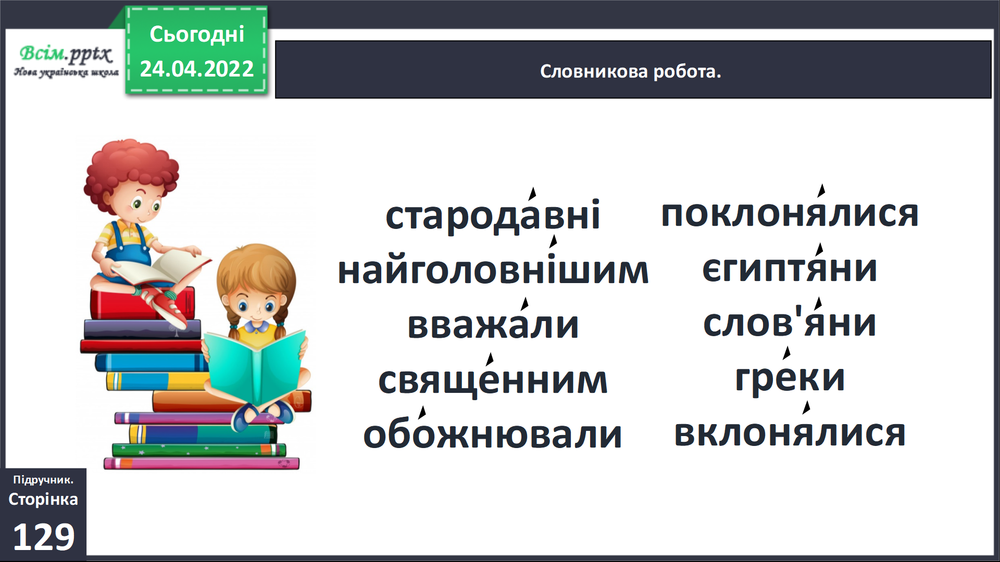 Всім.pptx
Нова українська школа
Сьогодні
24.04.2022
Словникова робота.
старода́вні
найголовні́шим
вважа́ли
свяще́нним
обо́жнювали
поклоня́лися
єгиптя́ни
слов'я́ни
гре́ки
вклоня́лися
Підручник.
Сторінка
129